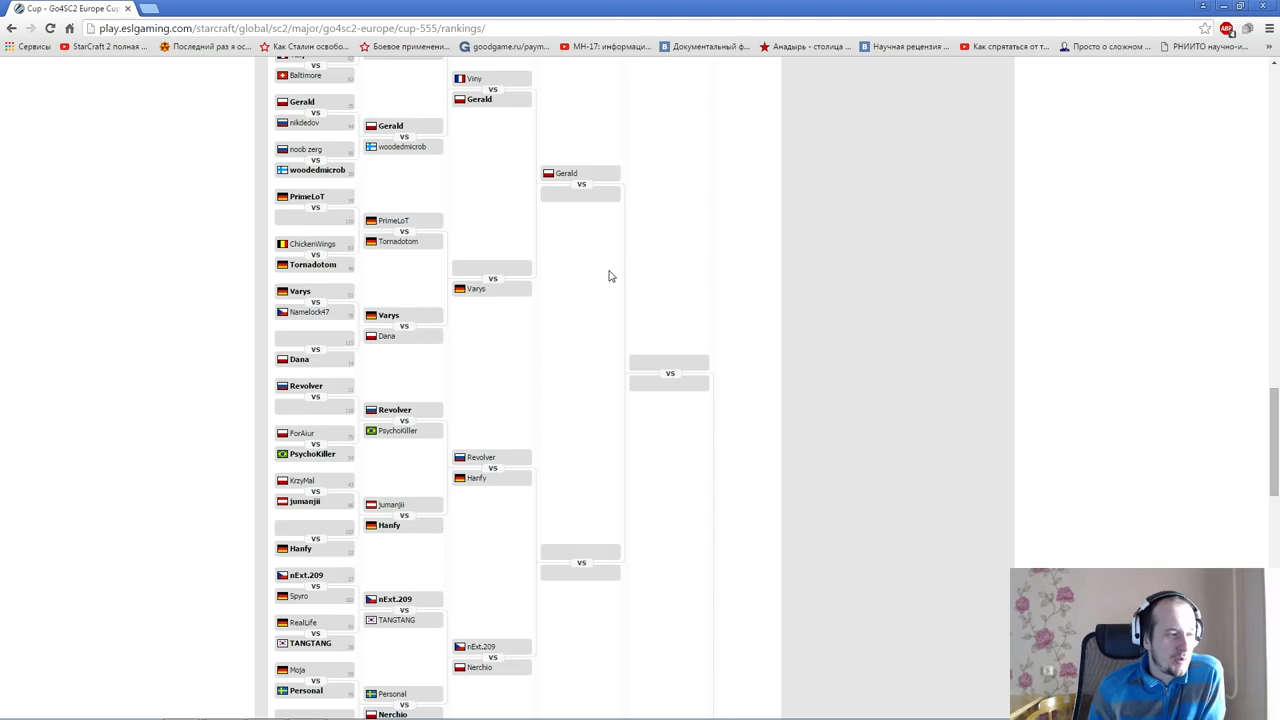 Cup - Go4SC2 Europe Cup
play.eslgaming.com/starcraft/global/sc2/major/go4sc2-europe/cup-555/rankings/
Сервисы
StarCraft 2 полная
Последний раз я осно
Как Сталин освобо...
Боевое применени...
goodgame.ru/paym...
MH-17: информаци...
Документальный ф
Анадырь - столица ...
Научная рецензия ...
Как спрятаться от т
Просто о сложном
РНИИТО научно-и
»
ABP
VS
Baltimore
Gerald
VS
nikdedov
noob zerg
VS
woodedmicrob
PrimeLoT
VS
ChickenWings
VS
Tornadotom
Varys
VS
Namelock47
VS
Dana
Revolver
VS
ForAiur
VS
PsychoKiller
KrzyMal
VS
jumanjii
VS
Hanfy
nExt.209
VS
Spyro
RealLife
VS
TANGTANG
Moja
VS
Personal
Gerald
VS
woodedmicrob
PrimeLoT
VS
Tornadotom
Varys
VS
Dana
Revolver
VS
PsychoKiller
jumanjii
VS
Hanfy
nExt.209
VS
TANGTANG
Personal
VS
Nerchio
Viny
VS
Gerald
VS
Varys
Revolver
VS
Hanfy
nExt.209
VS
Nerchio
Gerald
VS
VS
VS